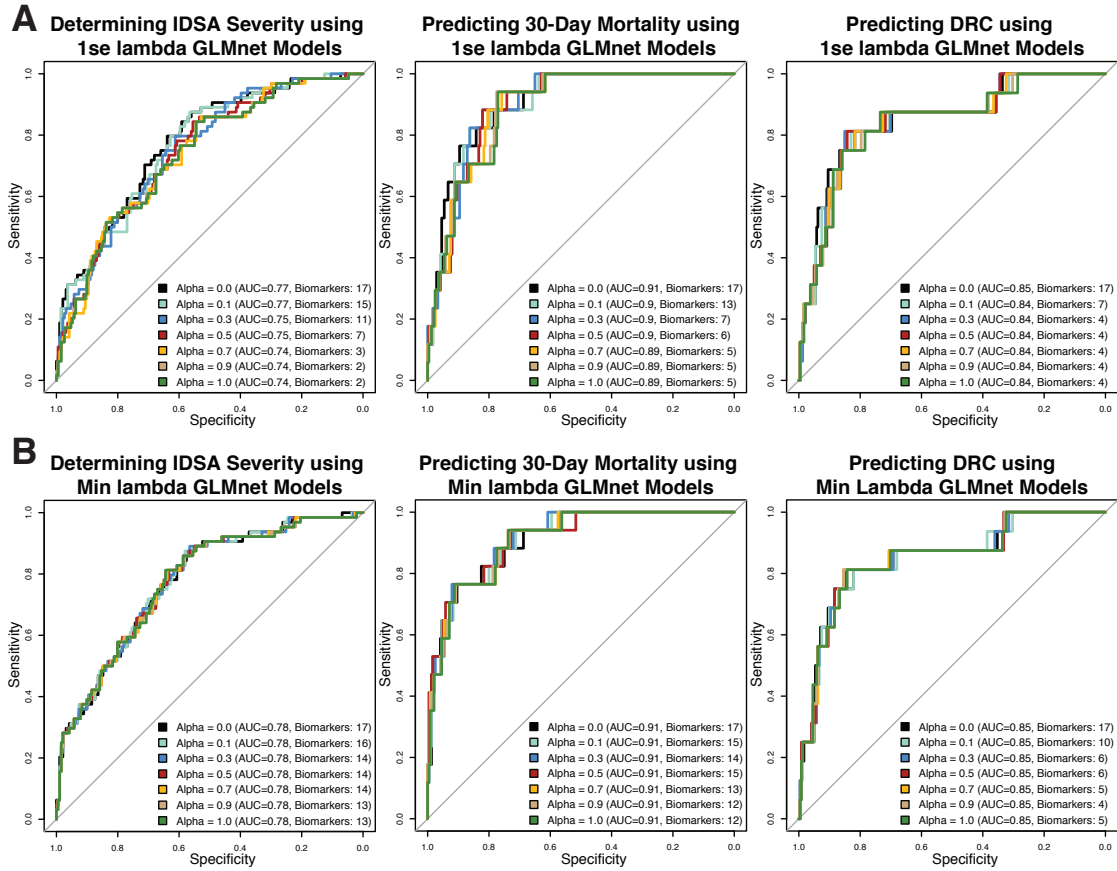 A
Determining IDSA Severity using
1se lambda GLMnet Models
Sensitivity
1.0
0.8
0.6
0.4
0.2
0.0
Alpha = 0.0 (AUC=0.77, Biomarkers: 17)
Alpha = 0.1 (AUC=0.77, Biomarkers: 15)
Alpha = 0.3 (AUC=0.75, Biomarkers: 11)
Alpha = 0.5 (AUC=0.75, Biomarkers: 7)
Alpha = 0.7 (AUC=0.74, Biomarkers: 3)
Alpha = 0.9 (AUC=0.74, Biomarkers: 2)
Alpha = 1.0 (AUC=0.74, Biomarkers: 2)
1.0 0.8 0.6 0.4 0.2 0.0
Specificity
Predicting 30-Day Mortality using
1se lambda GLMnet Models
Sensitivity
1.0
0.8
0.6
0.4
0.2
0.0
Alpha = 0.0 (AUC=0.91, Biomarkers: 17)
Alpha = 0.1 (AUC=0.9, Biomarkers: 13)
Alpha = 0.3 (AUC=0.9, Biomarkers: 7)
Alpha = 0.5 (AUC=0.9, Biomarkers: 6)
Alpha = 0.7 (AUC=0.89, Biomarkers: 5)
Alpha = 0.9 (AUC=0.89, Biomarkers: 5)
Alpha = 1.0 (AUC=0.89, Biomarkers: 5)
1.0 0.8 0.6 0.4 0.2 0.0
Specificity
Predicting DRC using
1se lambda GLMnet Models
Sensitivity
1.0
0.8
0.6
0.4
0.2
0.0
Alpha = 0.0 (AUC=0.85, Biomarkers: 17)
Alpha = 0.1 (AUC=0.84, Biomarkers: 7)
Alpha = 0.3 (AUC=0.84, Biomarkers: 4)
Alpha = 0.5 (AUC=0.84, Biomarkers: 4)
Alpha = 0.7 (AUC=0.84, Biomarkers: 4)
Alpha = 0.9 (AUC=0.84, Biomarkers: 4)
Alpha = 1.0 (AUC=0.84, Biomarkers: 4)
1.0 0.8 0.6 0.4 0.2 0.0
Specificity
B
Determining IDSA Severity using
Min lambda GLMnet Models
Sensitivity
1.0
0.8
0.6
0.4
0.2
0.0
Alpha = 0.0 (AUC=0.78, Biomarkers: 17)
Alpha = 0.1 (AUC=0.78, Biomarkers: 16)
Alpha = 0.3 (AUC=0.78, Biomarkers: 14)
Alpha = 0.5 (AUC=0.78, Biomarkers: 14)
Alpha = 0.7 (AUC=0.78, Biomarkers: 14)
Alpha = 0.9 (AUC=0.78, Biomarkers: 13)
Alpha = 1.0 (AUC=0.78, Biomarkers: 13)
1.0 0.8 0.6 0.4 0.2 0.0
Specificity
Predicting 30-Day Mortality using
Min lambda GLMnet Models
Sensitivity
1.0
0.8
0.6
0.4
0.2
0.0
Alpha = 0.0 (AUC=0.91, Biomarkers: 17)
Alpha = 0.1 (AUC=0.91, Biomarkers: 15)
Alpha = 0.3 (AUC=0.91, Biomarkers: 14)
Alpha = 0.5 (AUC=0.91, Biomarkers: 15)
Alpha = 0.7 (AUC=0.91, Biomarkers: 13)
Alpha = 0.9 (AUC=0.91, Biomarkers: 12)
Alpha = 1.0 (AUC=0.91, Biomarkers: 12)
1.0 0.8 0.6 0.4 0.2 0.0
Specificity
Predicting DRC using
Min Lambda GLMnet Models
Sensitivity
1.0
0.8
0.6
0.4
0.2
0.0
Alpha = 0.0 (AUC=0.85, Biomarkers: 17)
Alpha = 0.1 (AUC=0.85, Biomarkers: 10)
Alpha = 0.3 (AUC=0.85, Biomarkers: 6)
Alpha = 0.5 (AUC=0.85, Biomarkers: 6)
Alpha = 0.7 (AUC=0.85, Biomarkers: 5)
Alpha = 0.9 (AUC=0.85, Biomarkers: 4)
Alpha = 1.0 (AUC=0.85, Biomarkers: 5)
1.0 0.8 0.6 0.4 0.2 0.0
Specificity